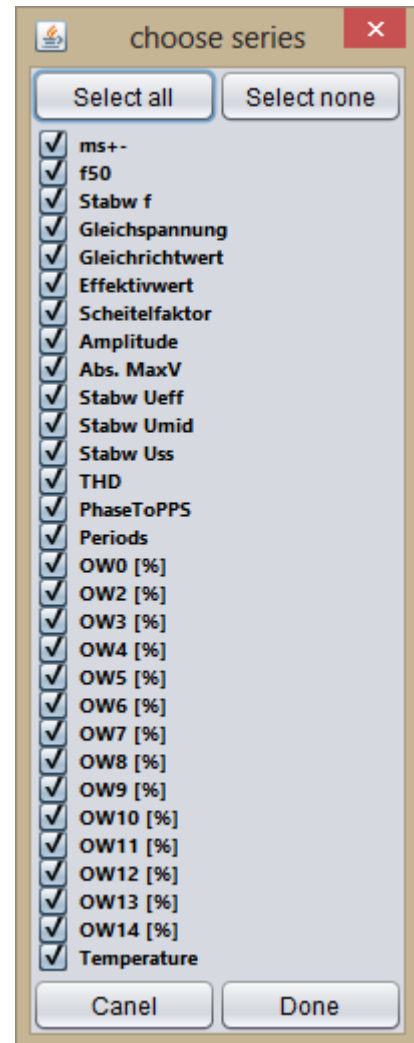 choose series
Select all Select none
ms+-
f50
Stabw f
Gleichspannung
Gleichrichtwert
Effektivwert
Scheitelfaktor
Amplitude
Abs. MaxV
Stabw Ueff
Stabw Umid
Stabw Uss
THD
PhaseToPPS
Periods
OW0 [%]
OW2 [%]
OW3 [%]
OW4 [%]
OW5 [%]
OW6 [%]
OW7 [%]
OW8 [%]
OW9 [%]
OW10 [%]
OW11 [%]
OW12 [%]
OW13 [%]
OW14 [%]
Temperature
Canel Done